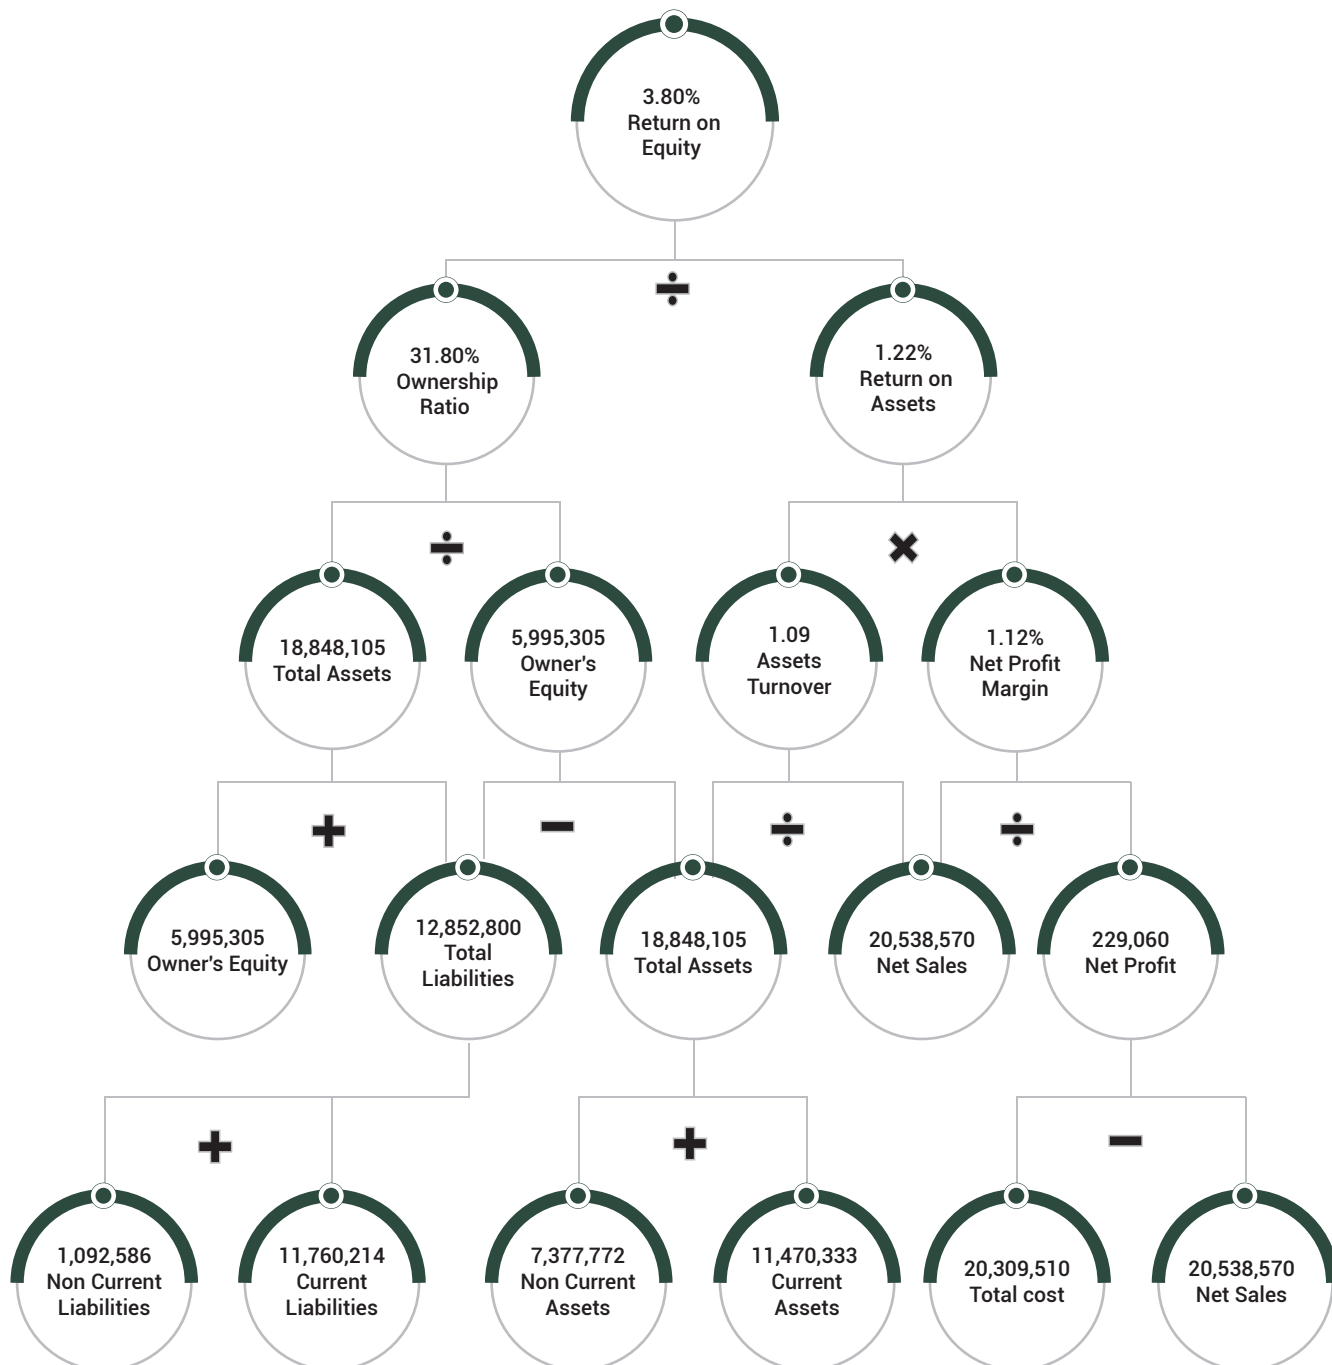 3.80%
Return on
Equity
÷
31.80%
Ownership
Ratio
1.22%
Return on
Assets
÷
×
18,848,105
Total Assets
5,995,305
Owner's
Equity
1.09
Assets
Turnover
1.12%
Net Profit
Margin
+
−
÷
÷
5,995,305
Owner's Equity
12,852,800
Total
Liabilities
18,848,105
Total Assets
20,538,570
Net Sales
229,060
Net Profit
+
+
−
1,092,586
Non Current
Liabilities
11,760,214
Current
Liabilities
7,377,772
Non Current
Assets
11,470,333
Current
Assets
20,309,510
Total cost
20,538,570
Net Sales